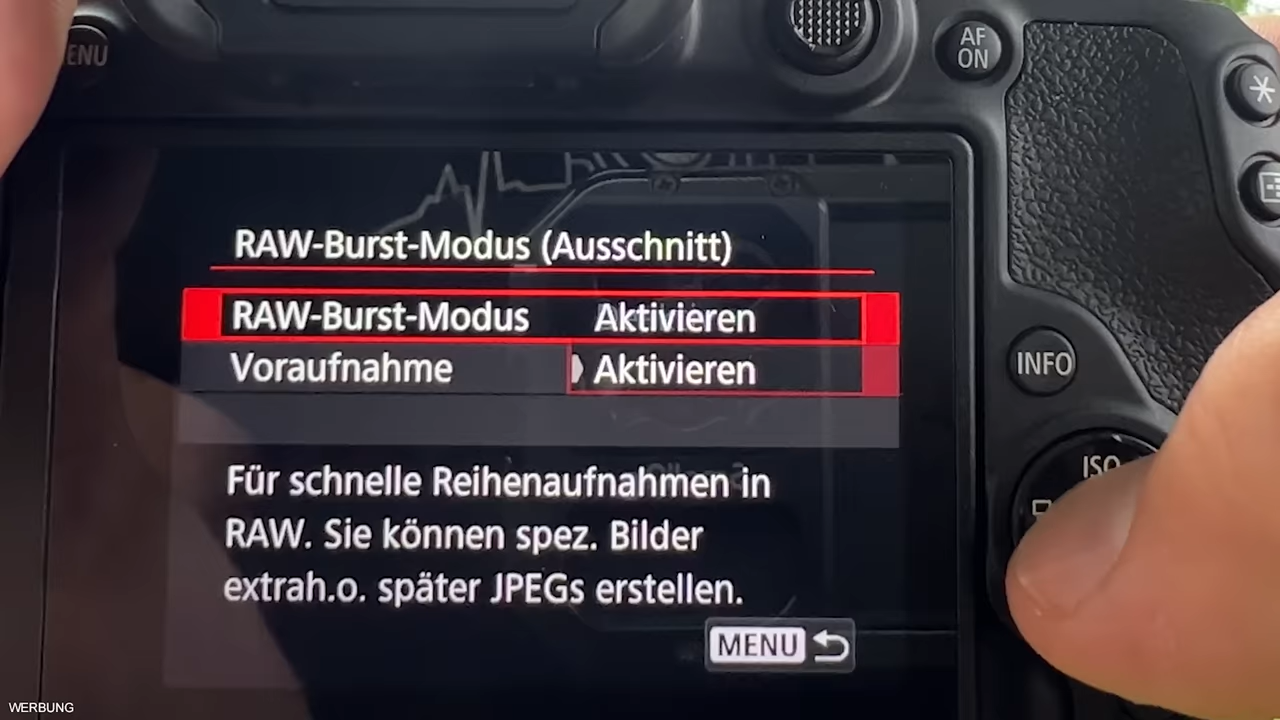 ENU
AF
ON
RAW-Burst-Modus (Ausschnitt)
RAW-Burst-Modus Aktivieren
Voraufnahme Aktivieren
INFO
ISO
Für schnelle Reihenaufnahmen in
RAW. Sie können spez. Bilder
extrah.o. später JPEGs erstellen.
MENU
WERBUNG